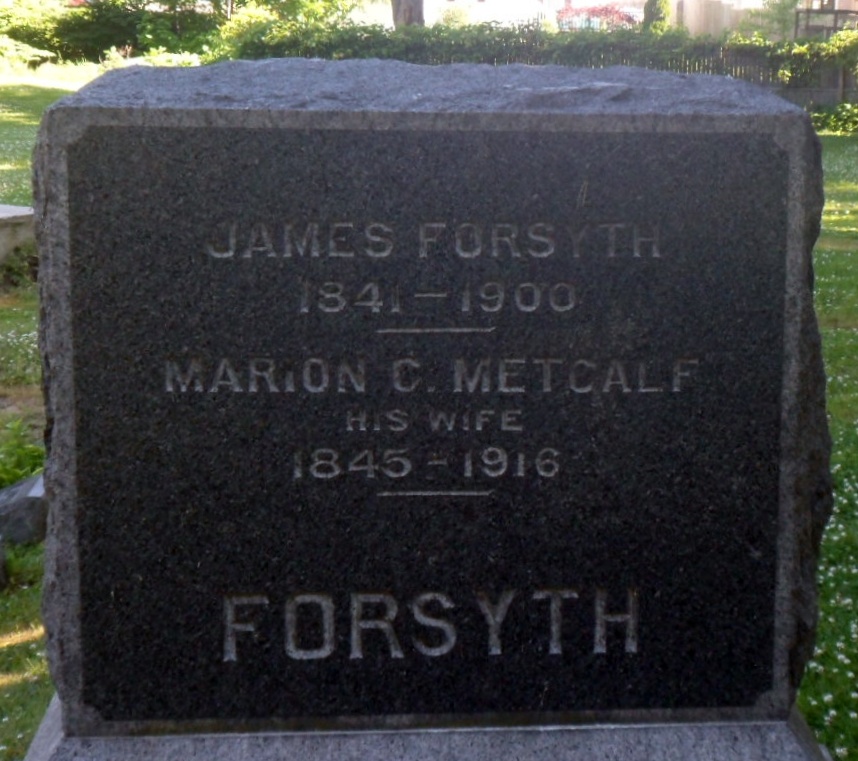 JAMES FORSYTH
1841 – 1900
MARION C. METCALF
HIS WIFE
1845 – 1916
FORSYTH